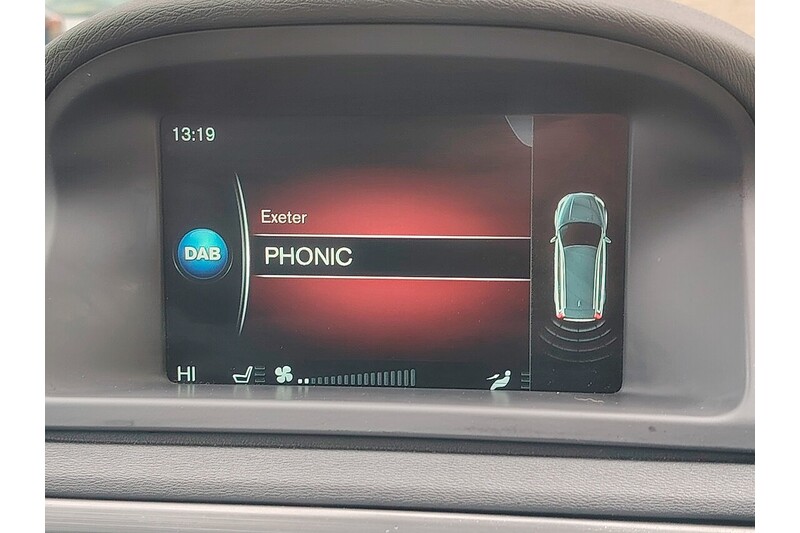 13:19
Exeter
DAB
PHONIC
HI